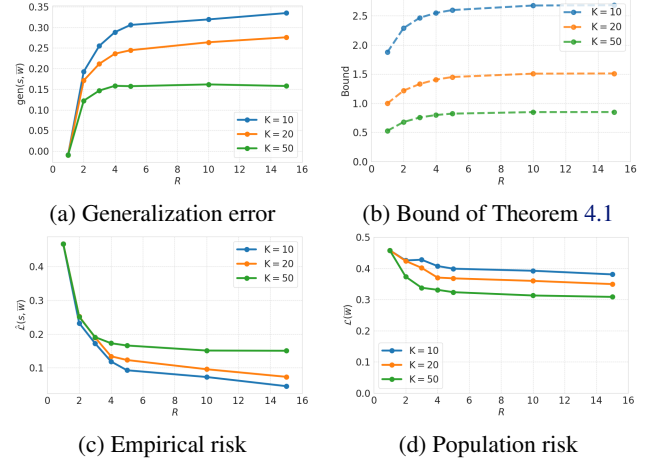 0.35
0.30
0.25
0.20
0.15
0.10
0.05
0.00
gen(s, w)
K = 10
K = 20
K = 50
0 2 4 6 8 10 12 14 16
R
(a) Generalization error
2.5
2.0
1.5
1.0
0.5
0.0
Bound
K = 10
K = 20
K = 50
0 2 4 6 8 10 12 14 16
R
(b) Bound of Theorem 4.1
0.4
0.3
0.2
0.1
ℒ̂(s, w)
K = 10
K = 20
K = 50
0 2 4 6 8 10 12 14 16
R
(c) Empirical risk
0.5
0.4
0.3
0.2
0.1
0.0
ℒ(w)
K = 10
K = 20
K = 50
0 2 4 6 8 10 12 14 16
R
(d) Population risk